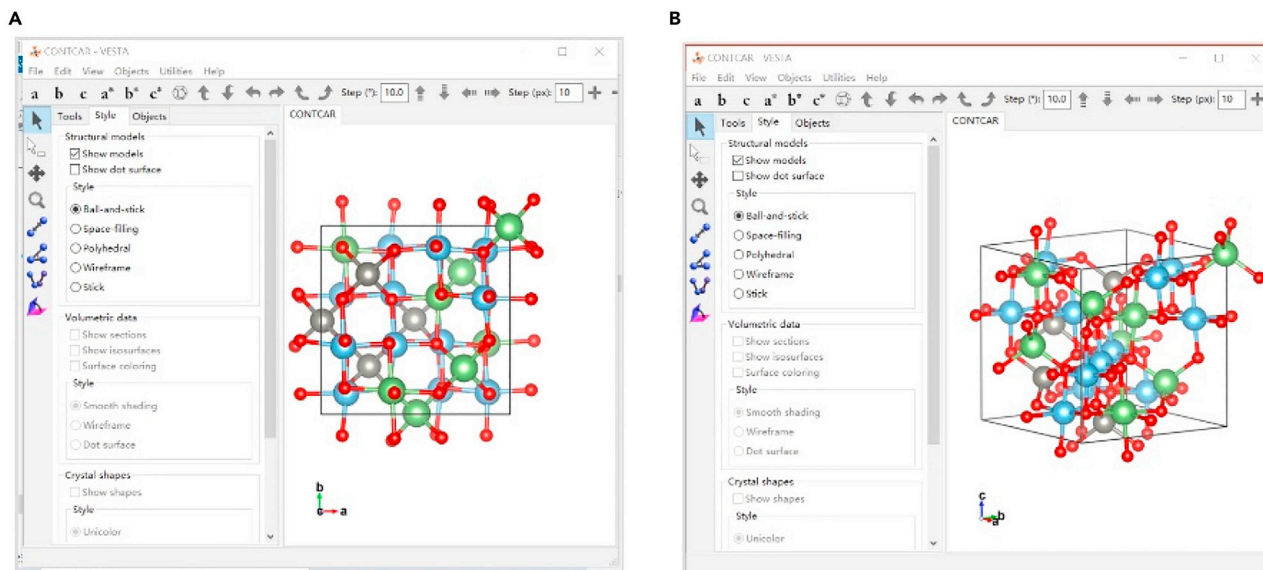 A
CONTCAR - VESTA
File Edit View Objects Utilities Help
a b c a* b* c* Step (°): 10.0 Step (px): 10
Tools Style Objects
CONTCAR
Structural models
Show models
Show dot surface
Style
Ball-and-stick
Space-filling
Polyhedral
Wireframe
Stick
Volumetric data
Show sections
Show isosurfaces
Surface coloring
Style
Smooth shading
Wireframe
Dot surface
Crystal shapes
Show shapes
Style
Unicolor
b
c a
B
CONTCAR - VESTA
File Edit View Objects Utilities Help
a b c a* b* c* Step (°): 10.0 Step (px): 10
Tools Style Objects
CONTCAR
Structural models
Show models
Show dot surface
Style
Ball-and-stick
Space-filling
Polyhedral
Wireframe
Stick
Volumetric data
Show sections
Show isosurfaces
Surface coloring
Style
Smooth shading
Wireframe
Dot surface
Crystal shapes
Show shapes
Style
Unicolor
c
a b